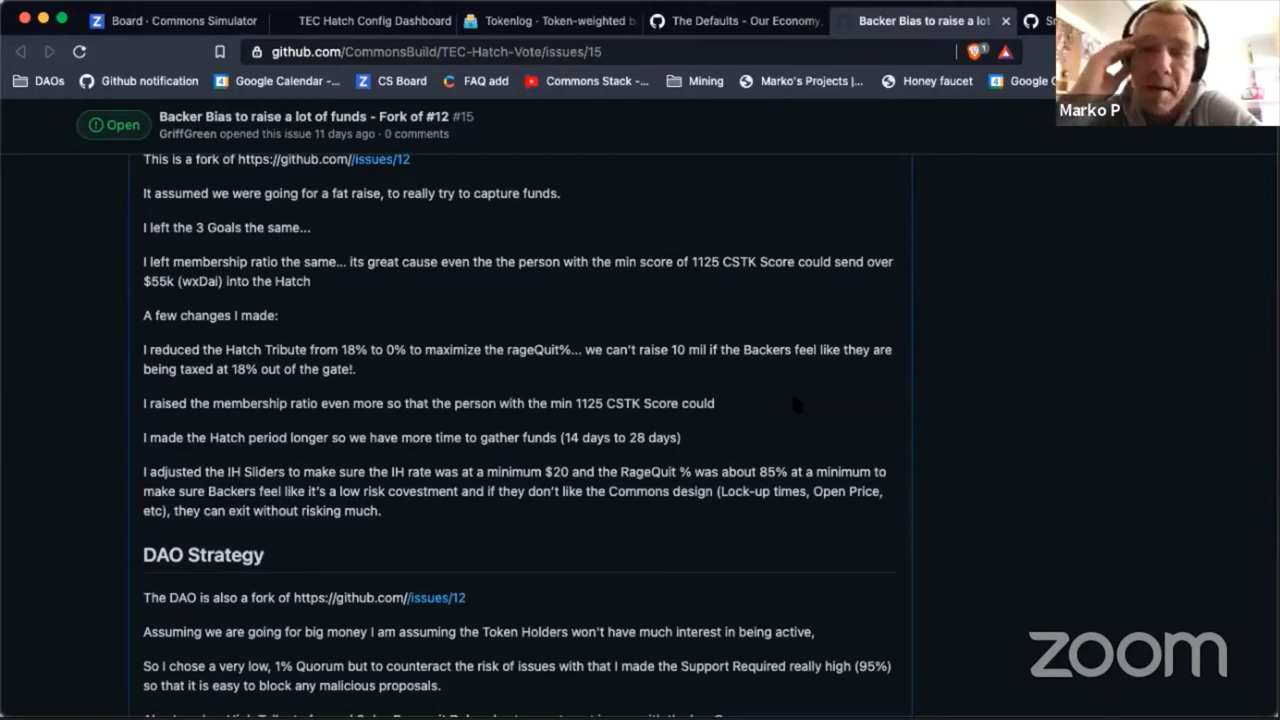 Board · Commons Simulator
TEC Hatch Config Dashboard
Tokenlog · Token-weighted b
The Defaults - Our Economy.
Backer Bias to raise a lot
github.com/CommonsBuild/TEC-Hatch-Vote/issues/15
1
DAOs
Github notification
Google Calendar -...
CS Board
FAQ add
Commons Stack -...
Mining
Marko's Projects |...
Honey faucet
Google
Marko P
Open
Backer Bias to raise a lot of funds - Fork of #12 #15
GriffGreen opened this issue 11 days ago · 0 comments
This is a fork of https://github.com//issues/12
It assumed we were going for a fat raise, to really try to capture funds.
I left the 3 Goals the same...
I left membership ratio the same... its great cause even the the person with the min score of 1125 CSTK Score could send over
$55k (wxDai) into the Hatch
A few changes I made:
I reduced the Hatch Tribute from 18% to 0% to maximize the rageQuit%... we can't raise 10 mil if the Backers feel like they are
being taxed at 18% out of the gate!.
I raised the membership ratio even more so that the person with the min 1125 CSTK Score could
I made the Hatch period longer so we have more time to gather funds (14 days to 28 days)
I adjusted the IH Sliders to make sure the IH rate was at a minimum $20 and the RageQuit % was about 85% at a minimum to
make sure Backers feel like it's a low risk covestment and if they don't like the Commons design (Lock-up times, Open Price,
etc), they can exit without risking much.
DAO Strategy
The DAO is also a fork of https://github.com//issues/12
Assuming we are going for big money I am assuming the Token Holders won't have much interest in being active,
So I chose a very low, 1% Quorum but to counteract the risk of issues with that I made the Support Required really high (95%)
so that it is easy to block any malicious proposals.
zoom